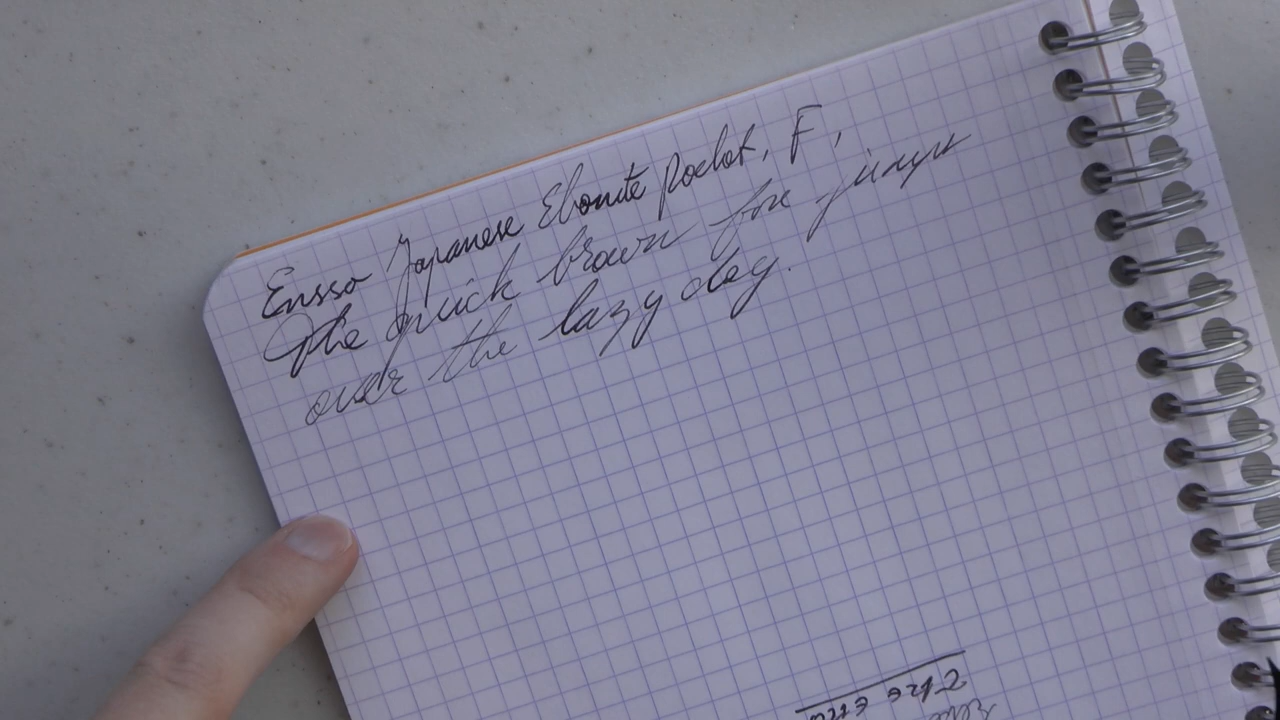 Ensso Japanese Ebonite Pocket, F,
The quick brown fox jumps
over the lazy dog.